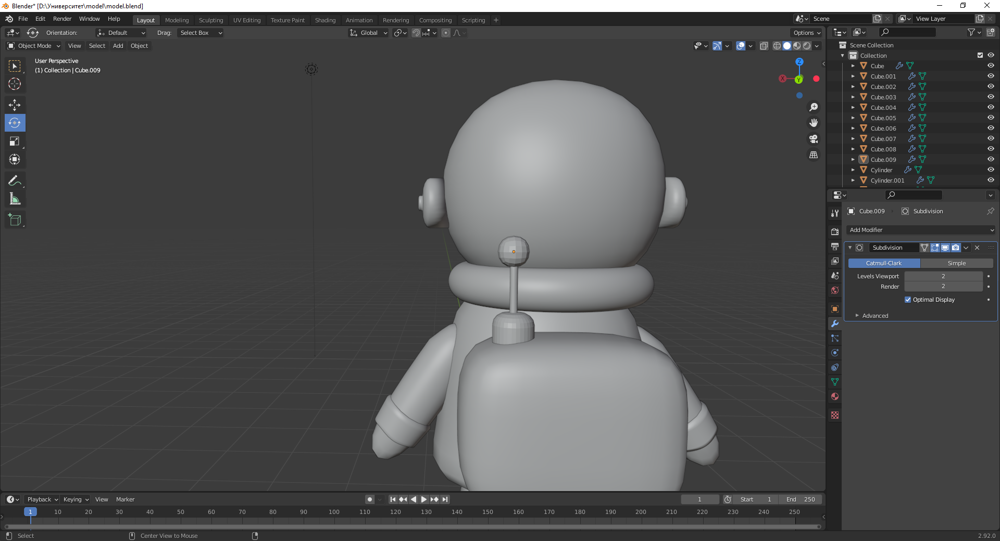 Blender* [D:\Университет\model\model.blend]
File Edit Render Window Help Layout Modeling Sculpting UV Editing Texture Paint Shading Animation Rendering Compositing Scripting + Scene View Layer
Orientation: Default Drag: Select Box Global Options
Object Mode View Select Add Object
User Perspective
(1) Collection | Cube.009
Z
X
Y
Scene Collection
Collection
Cube
Cube.001
Cube.002
Cube.003
Cube.004
Cube.005
Cube.006
Cube.007
Cube.008
Cube.009
Cylinder
Cylinder.001
Cube.009 Subdivision
Add Modifier
Subdivision
Catmull-Clark Simple
Levels Viewport 2
Render 2
Optimal Display
Advanced
Playback Keying View Marker 1 Start 1 End 250
1 10 20 30 40 50 60 70 80 90 100 110 120 130 140 150 160 170 180 190 200 210 220 230 240 250
Select Center View to Mouse 2.92.0